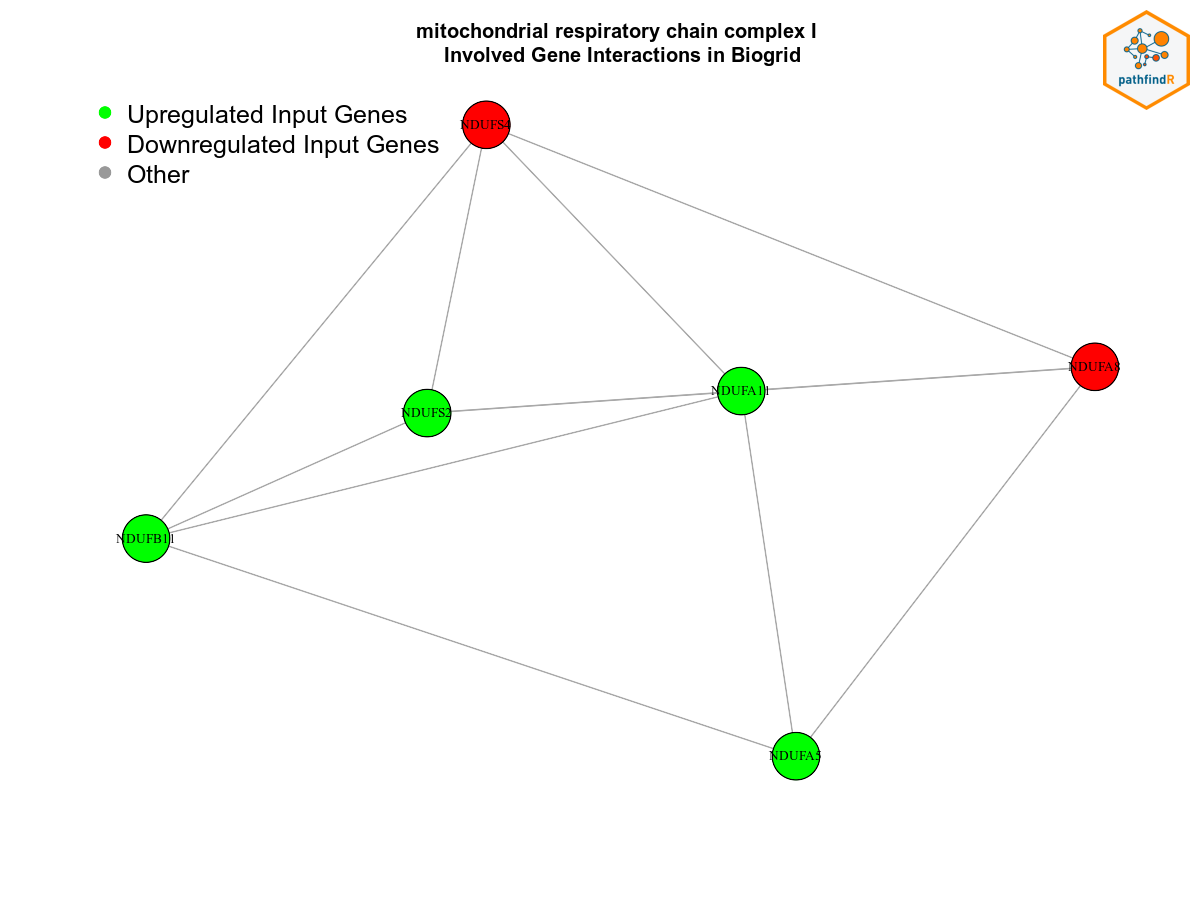 mitochondrial respiratory chain complex I
Involved Gene Interactions in Biogrid
pathfindR
Upregulated Input Genes
Downregulated Input Genes
Other
NDUFS4
NDUFA8
NDUFA11
NDUFS2
NDUFB11
NDUFA5